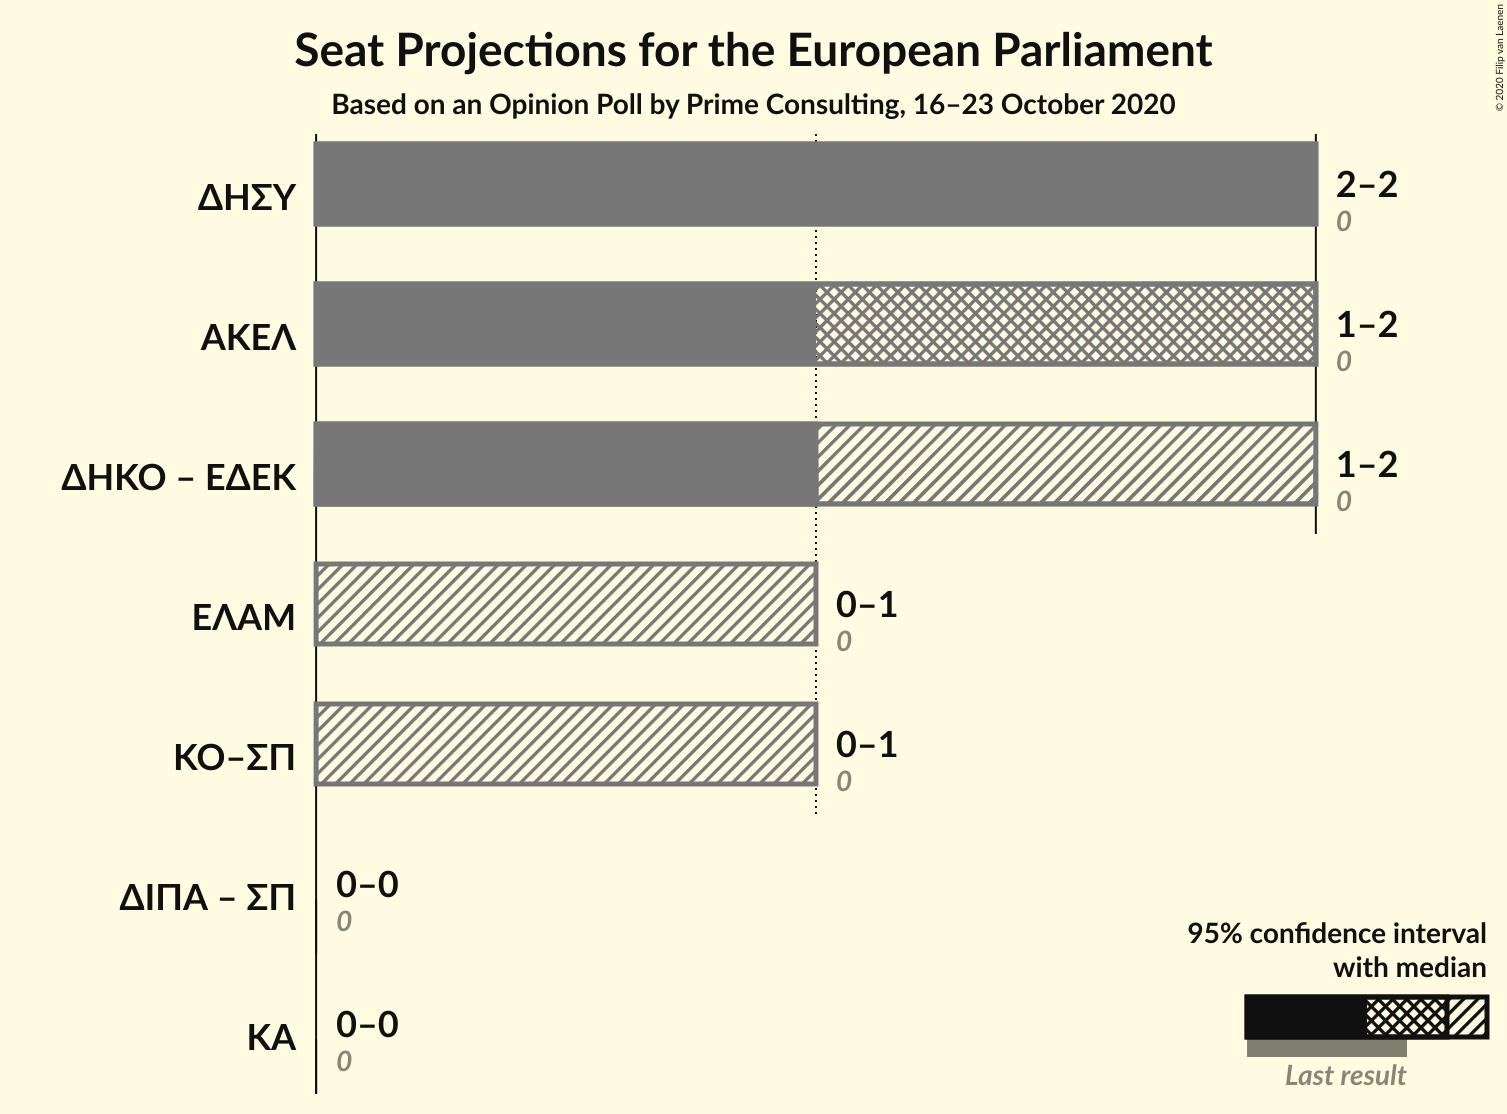 Seat Projections for the European Parliament
Based on an Opinion Poll by Prime Consulting, 16–23 October 2020
© 2020 Filip van Laenen
ΔΗΣΥ
2–2
0
ΑΚΕΛ
1–2
0
ΔΗΚΟ – ΕΔΕΚ
1–2
0
ΕΛΑΜ
0–1
0
ΚΟ–ΣΠ
0–1
0
ΔΙΠΑ – ΣΠ
0–0
0
ΚΑ
0–0
0
95% confidence interval
with median
Last result